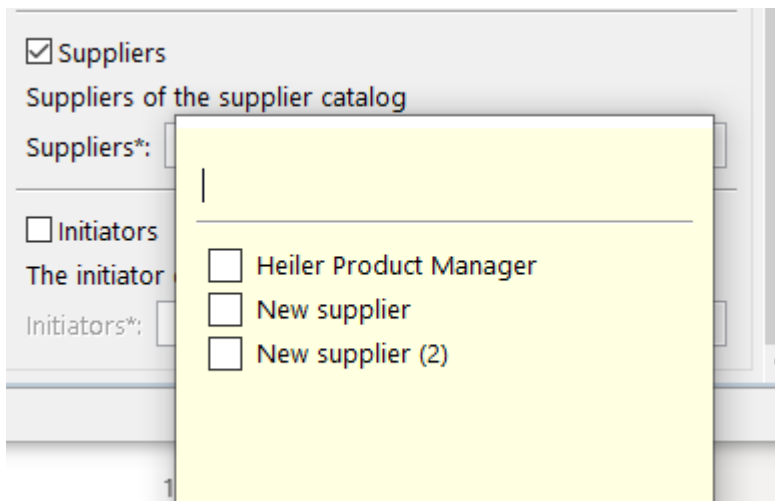 Suppliers
Suppliers of the supplier catalog
Suppliers*:
Initiators
The initiator
Initiators*:
Heiler Product Manager
New supplier
New supplier (2)
1